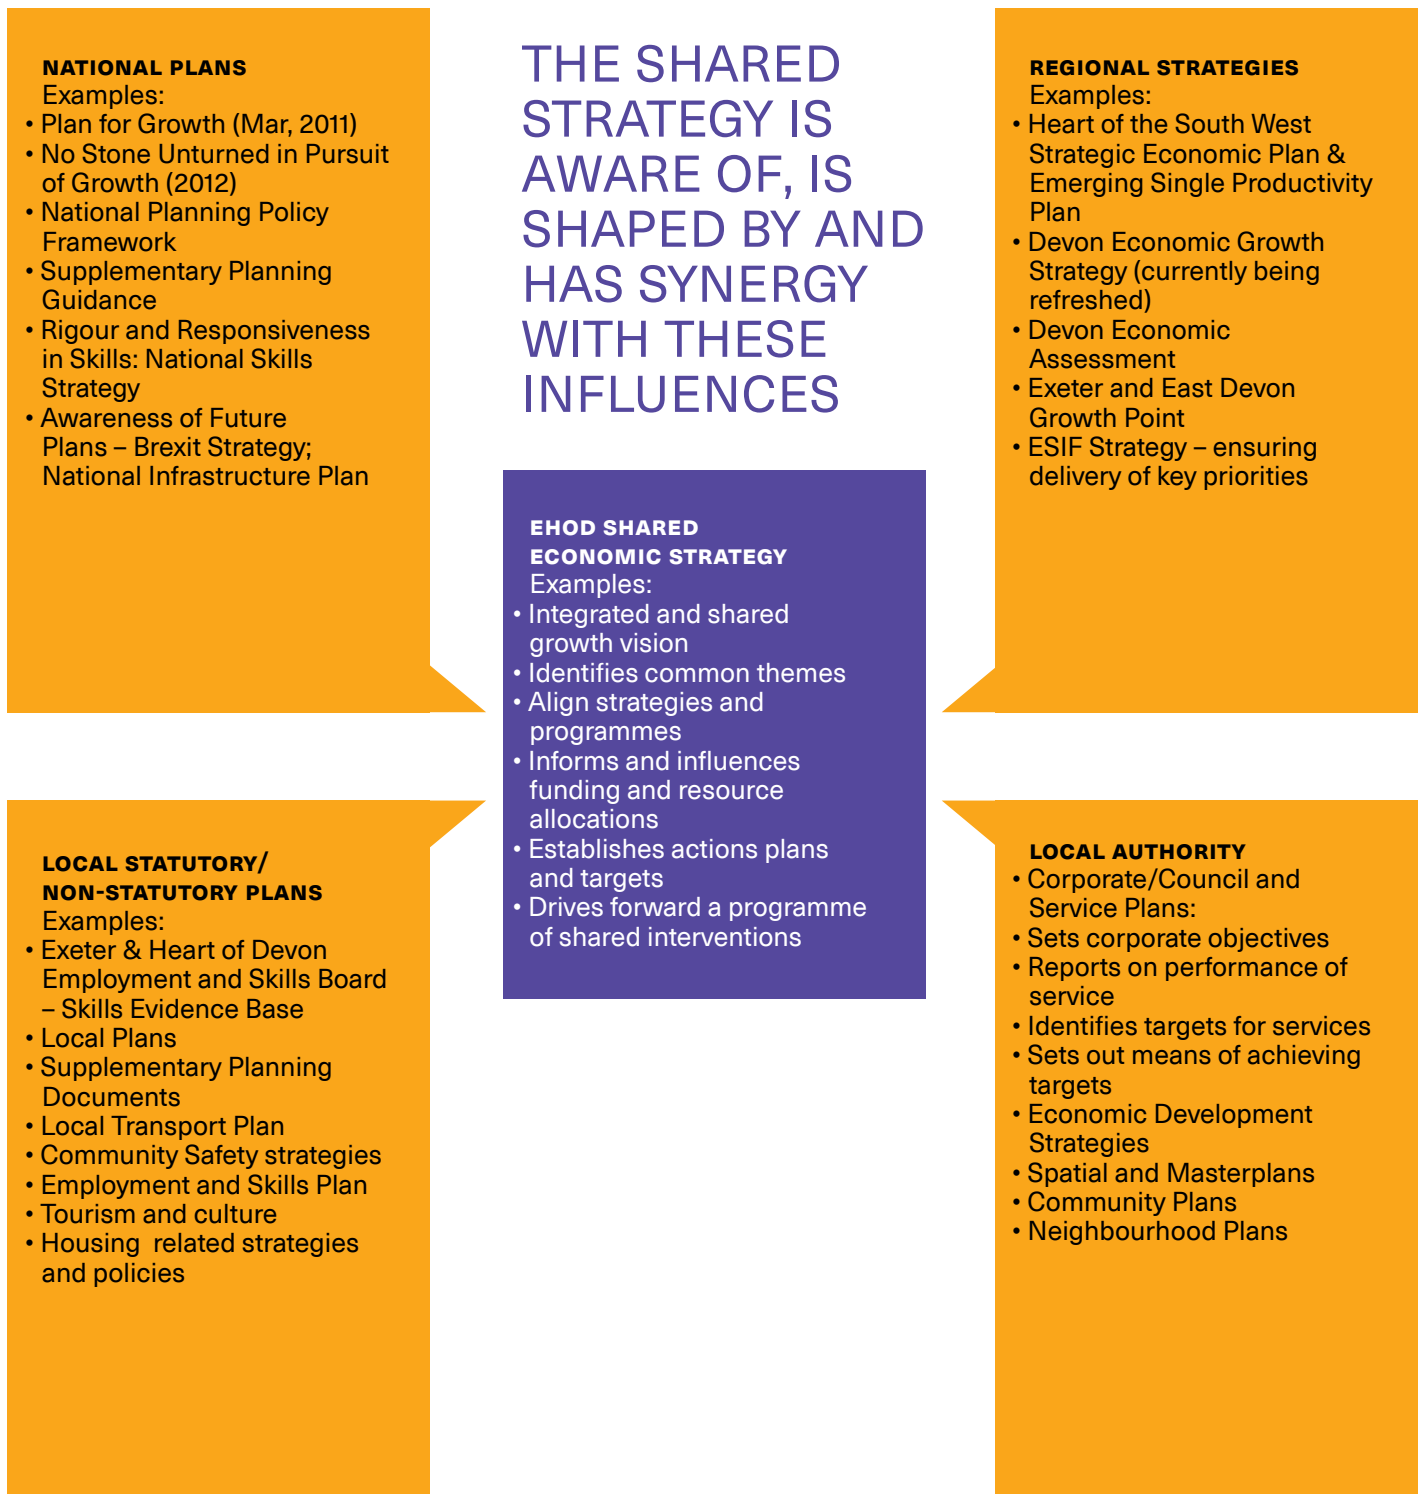 NATIONAL PLANS
Examples:
• Plan for Growth (Mar, 2011)
• No Stone Unturned in Pursuit
of Growth (2012)
• National Planning Policy
Framework
• Supplementary Planning
Guidance
• Rigour and Responsiveness
in Skills: National Skills
Strategy
• Awareness of Future
Plans – Brexit Strategy;
National Infrastructure Plan
THE SHARED
STRATEGY IS
AWARE OF, IS
SHAPED BY AND
HAS SYNERGY
WITH THESE
INFLUENCES
REGIONAL STRATEGIES
Examples:
• Heart of the South West
Strategic Economic Plan &
Emerging Single Productivity
Plan
• Devon Economic Growth
Strategy (currently being
refreshed)
• Devon Economic
Assessment
• Exeter and East Devon
Growth Point
• ESIF Strategy – ensuring
delivery of key priorities
EHOD SHARED
ECONOMIC STRATEGY
Examples:
• Integrated and shared
growth vision
• Identifies common themes
• Align strategies and
programmes
• Informs and influences
funding and resource
allocations
• Establishes actions plans
and targets
• Drives forward a programme
of shared interventions
LOCAL STATUTORY/
NON-STATUTORY PLANS
Examples:
• Exeter & Heart of Devon
Employment and Skills Board
– Skills Evidence Base
• Local Plans
• Supplementary Planning
Documents
• Local Transport Plan
• Community Safety strategies
• Employment and Skills Plan
• Tourism and culture
• Housing related strategies
and policies
LOCAL AUTHORITY
• Corporate/Council and
Service Plans:
• Sets corporate objectives
• Reports on performance of
service
• Identifies targets for services
• Sets out means of achieving
targets
• Economic Development
Strategies
• Spatial and Masterplans
• Community Plans
• Neighbourhood Plans